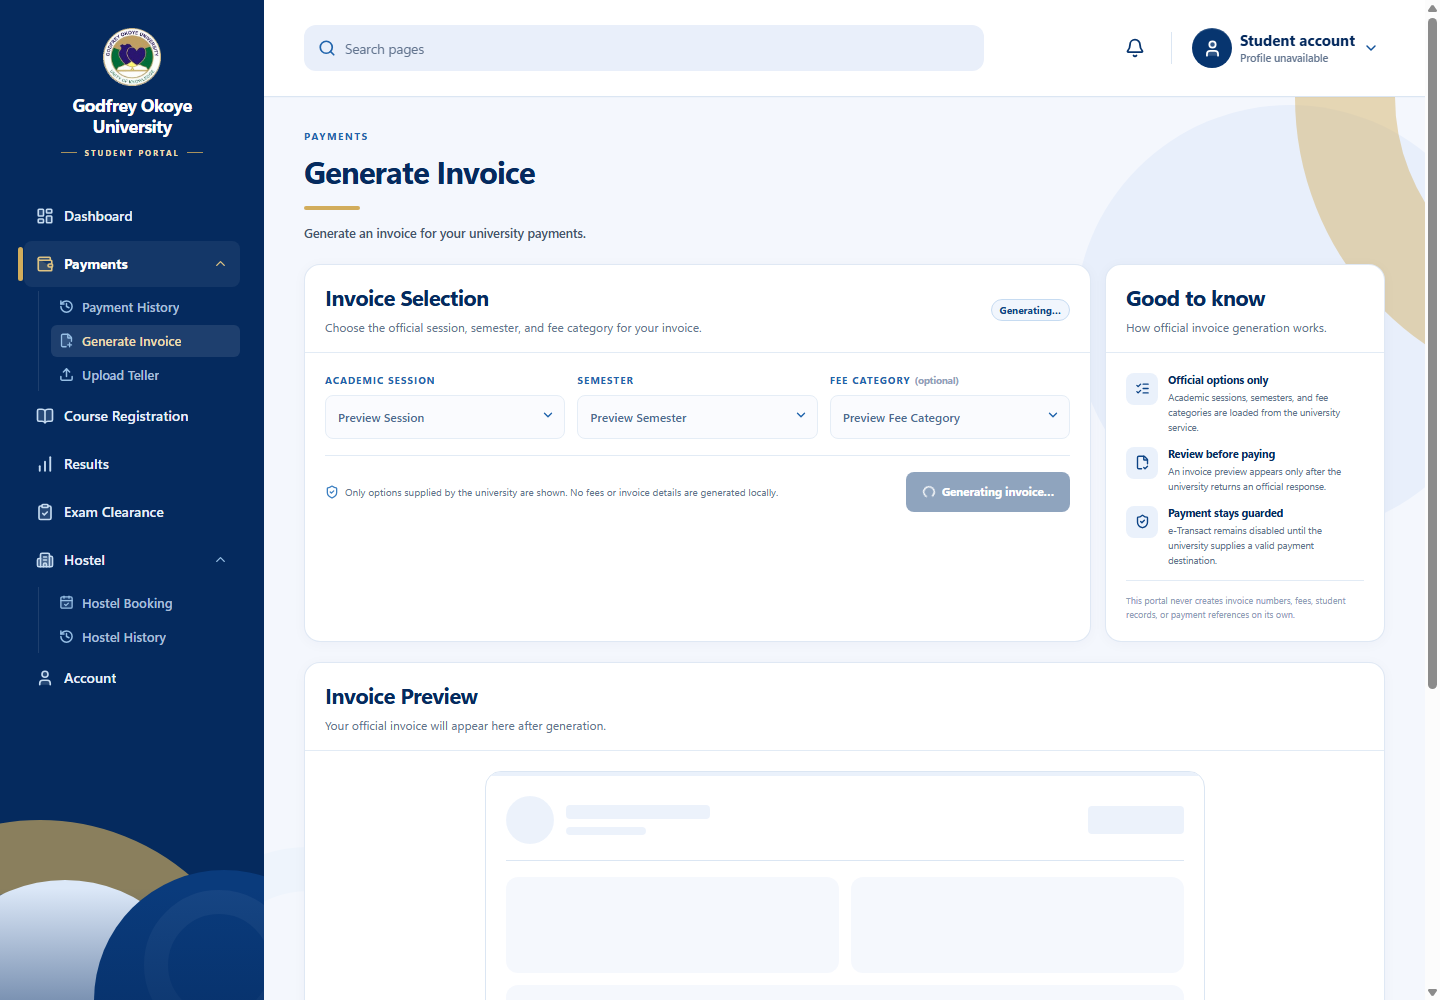 GODFREY OKOYE UNIVERSITY
UNITY OF KNOWLEDGE
Godfrey Okoye
University
STUDENT PORTAL
Dashboard
Payments
Payment History
Generate Invoice
Upload Teller
Course Registration
Results
Exam Clearance
Hostel
Hostel Booking
Hostel History
Account
Search pages
Student account
Profile unavailable
PAYMENTS
Generate Invoice
Generate an invoice for your university payments.
Invoice Selection
Choose the official session, semester, and fee category for your invoice.
Generating...
ACADEMIC SESSION
Preview Session
SEMESTER
Preview Semester
FEE CATEGORY (optional)
Preview Fee Category
Only options supplied by the university are shown. No fees or invoice details are generated locally.
Generating invoice...
Good to know
How official invoice generation works.
Official options only
Academic sessions, semesters, and fee
categories are loaded from the university
service.
Review before paying
An invoice preview appears only after the
university returns an official response.
Payment stays guarded
e-Transact remains disabled until the
university supplies a valid payment
destination.
This portal never creates invoice numbers, fees, student
records, or payment references on its own.
Invoice Preview
Your official invoice will appear here after generation.